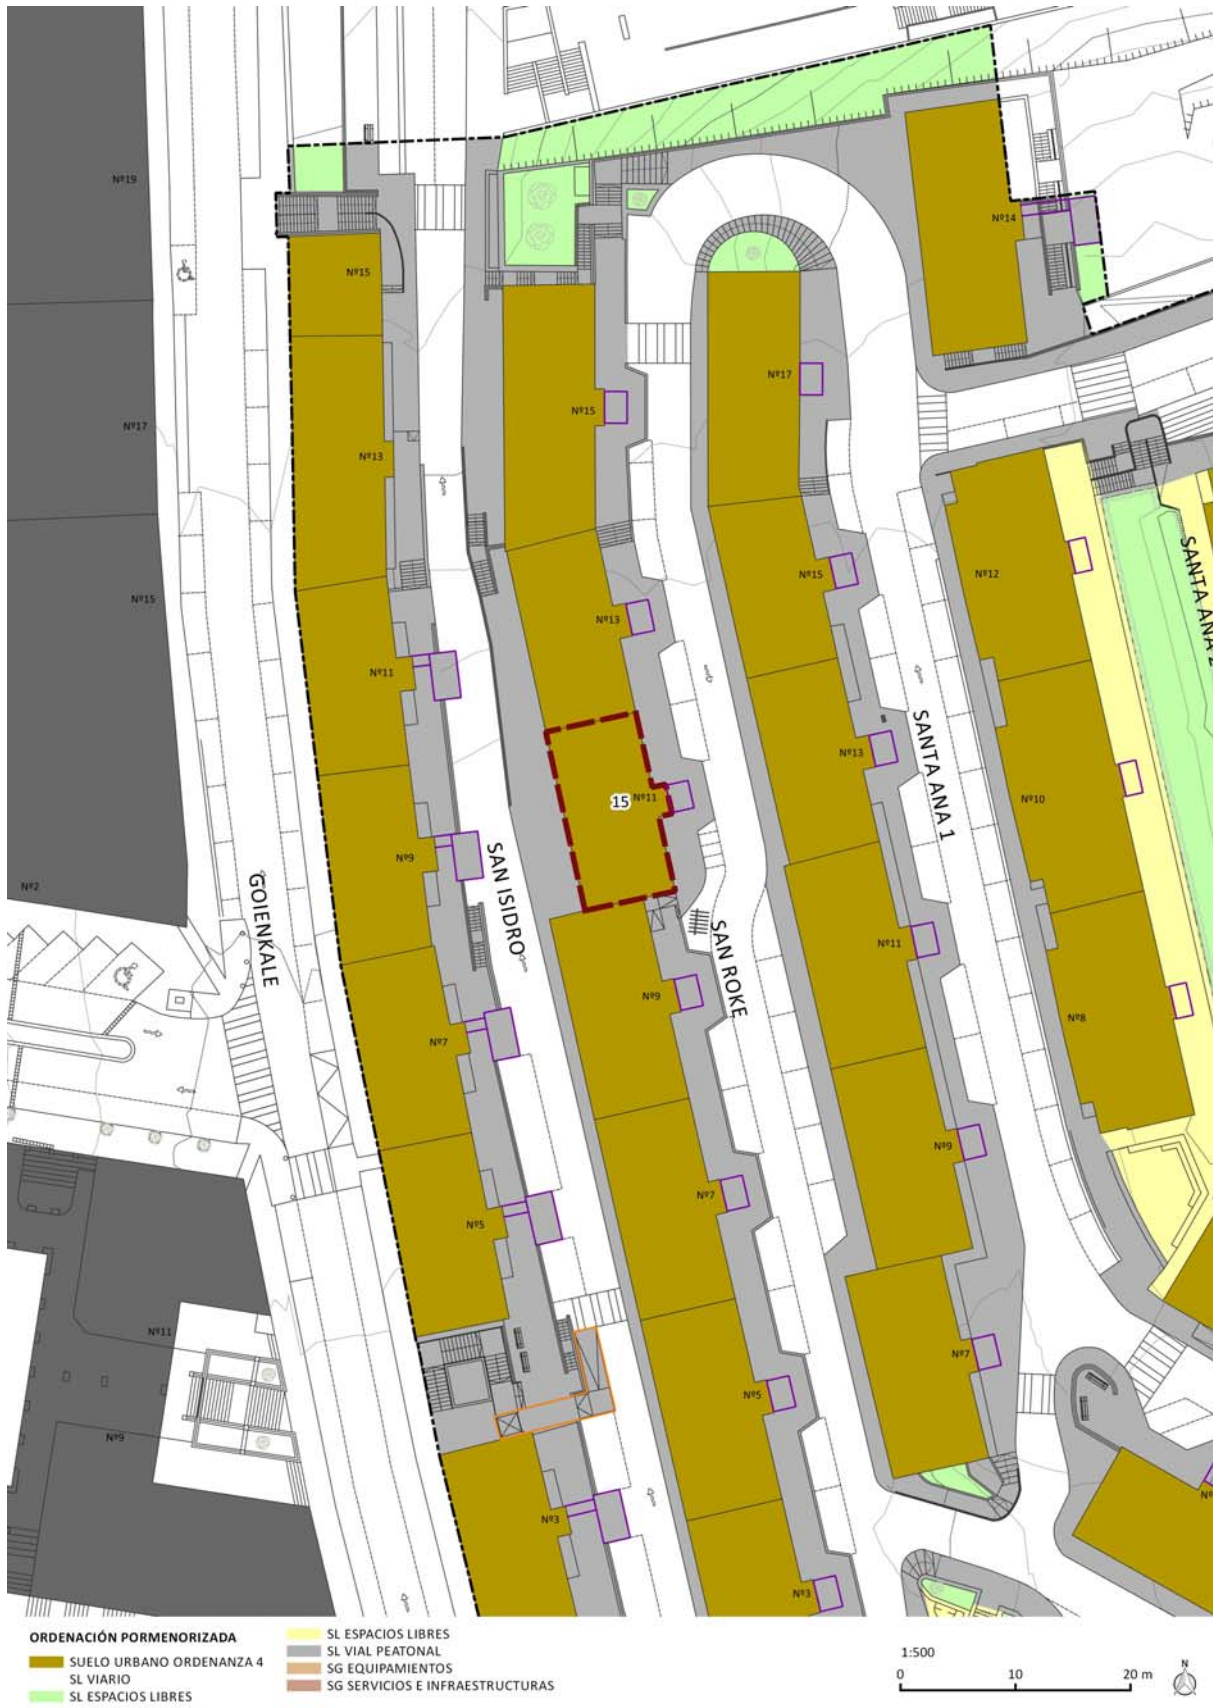 Nº19
Nº14
Nº15
Nº17
Nº15
Nº17
Nº13
Nº12
Nº15
Nº15
SANTA ANA 2
Nº13
Nº11
SANTA ANA 1
Nº13
Nº10
15
Nº11
Nº9
SAN ISIDRO
GOIENKALE
Nº2
Nº11
SAN ROKE
Nº9
Nº8
Nº7
Nº9
Nº7
Nº5
Nº11
Nº7
Nº5
Nº9
Nº3
Nº3
ORDENACIÓN PORMENORIZADA
SUELO URBANO ORDENANZA 4
SL VIARIO
SL ESPACIOS LIBRES
SL ESPACIOS LIBRES
SL VIAL PEATONAL
SG EQUIPAMIENTOS
SG SERVICIOS E INFRAESTRUCTURAS
1:500
0 10 20 m
N